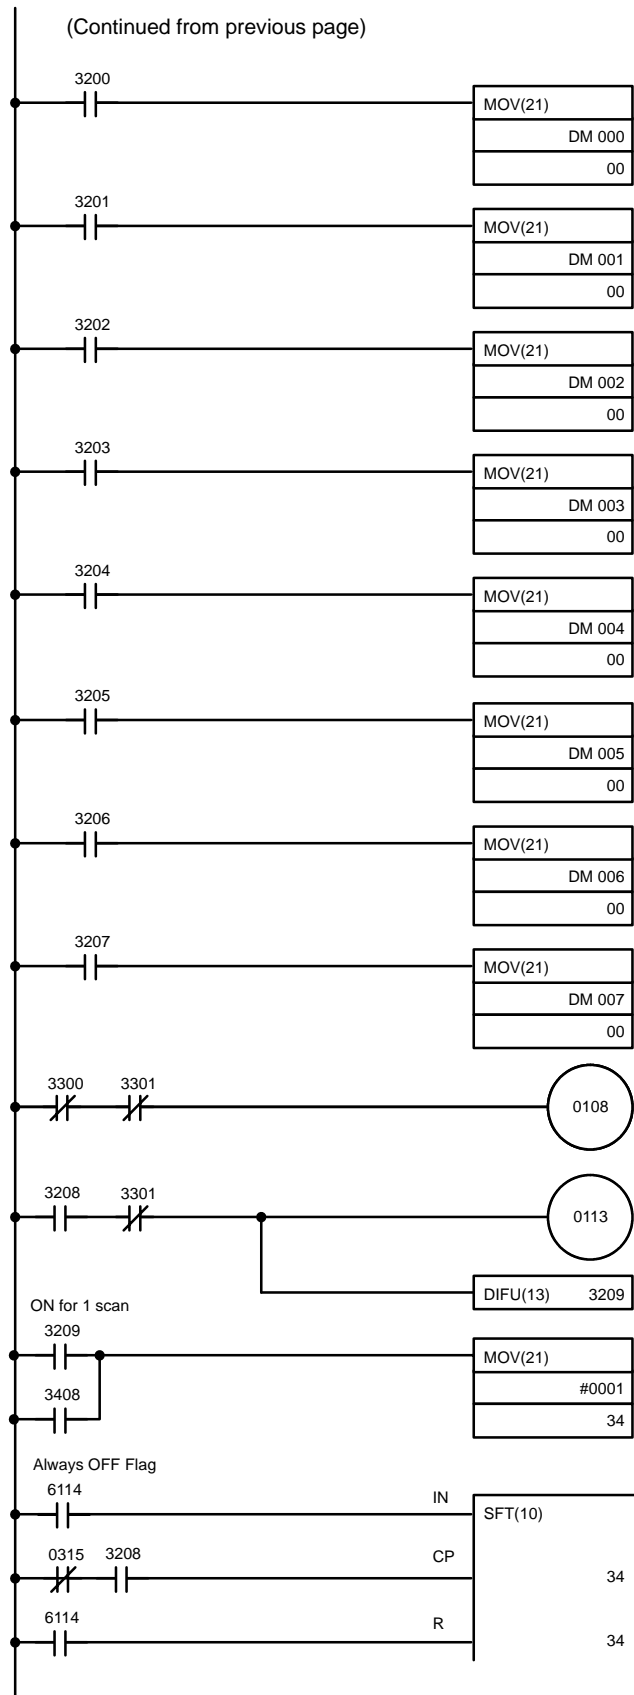 (Continued from previous page)
3200
MOV(21)
DM 000
00
3201
MOV(21)
DM 001
00
3202
MOV(21)
DM 002
00
3203
MOV(21)
DM 003
00
3204
MOV(21)
DM 004
00
3205
MOV(21)
DM 005
00
3206
MOV(21)
DM 006
00
3207
MOV(21)
DM 007
00
3300 3301
0108
3208 3301
0113
DIFU(13) 3209
ON for 1 scan
3209
MOV(21)
#0001
3408
34
Always OFF Flag
6114
IN
SFT(10)
0315 3208
CP
34
6114
R
34